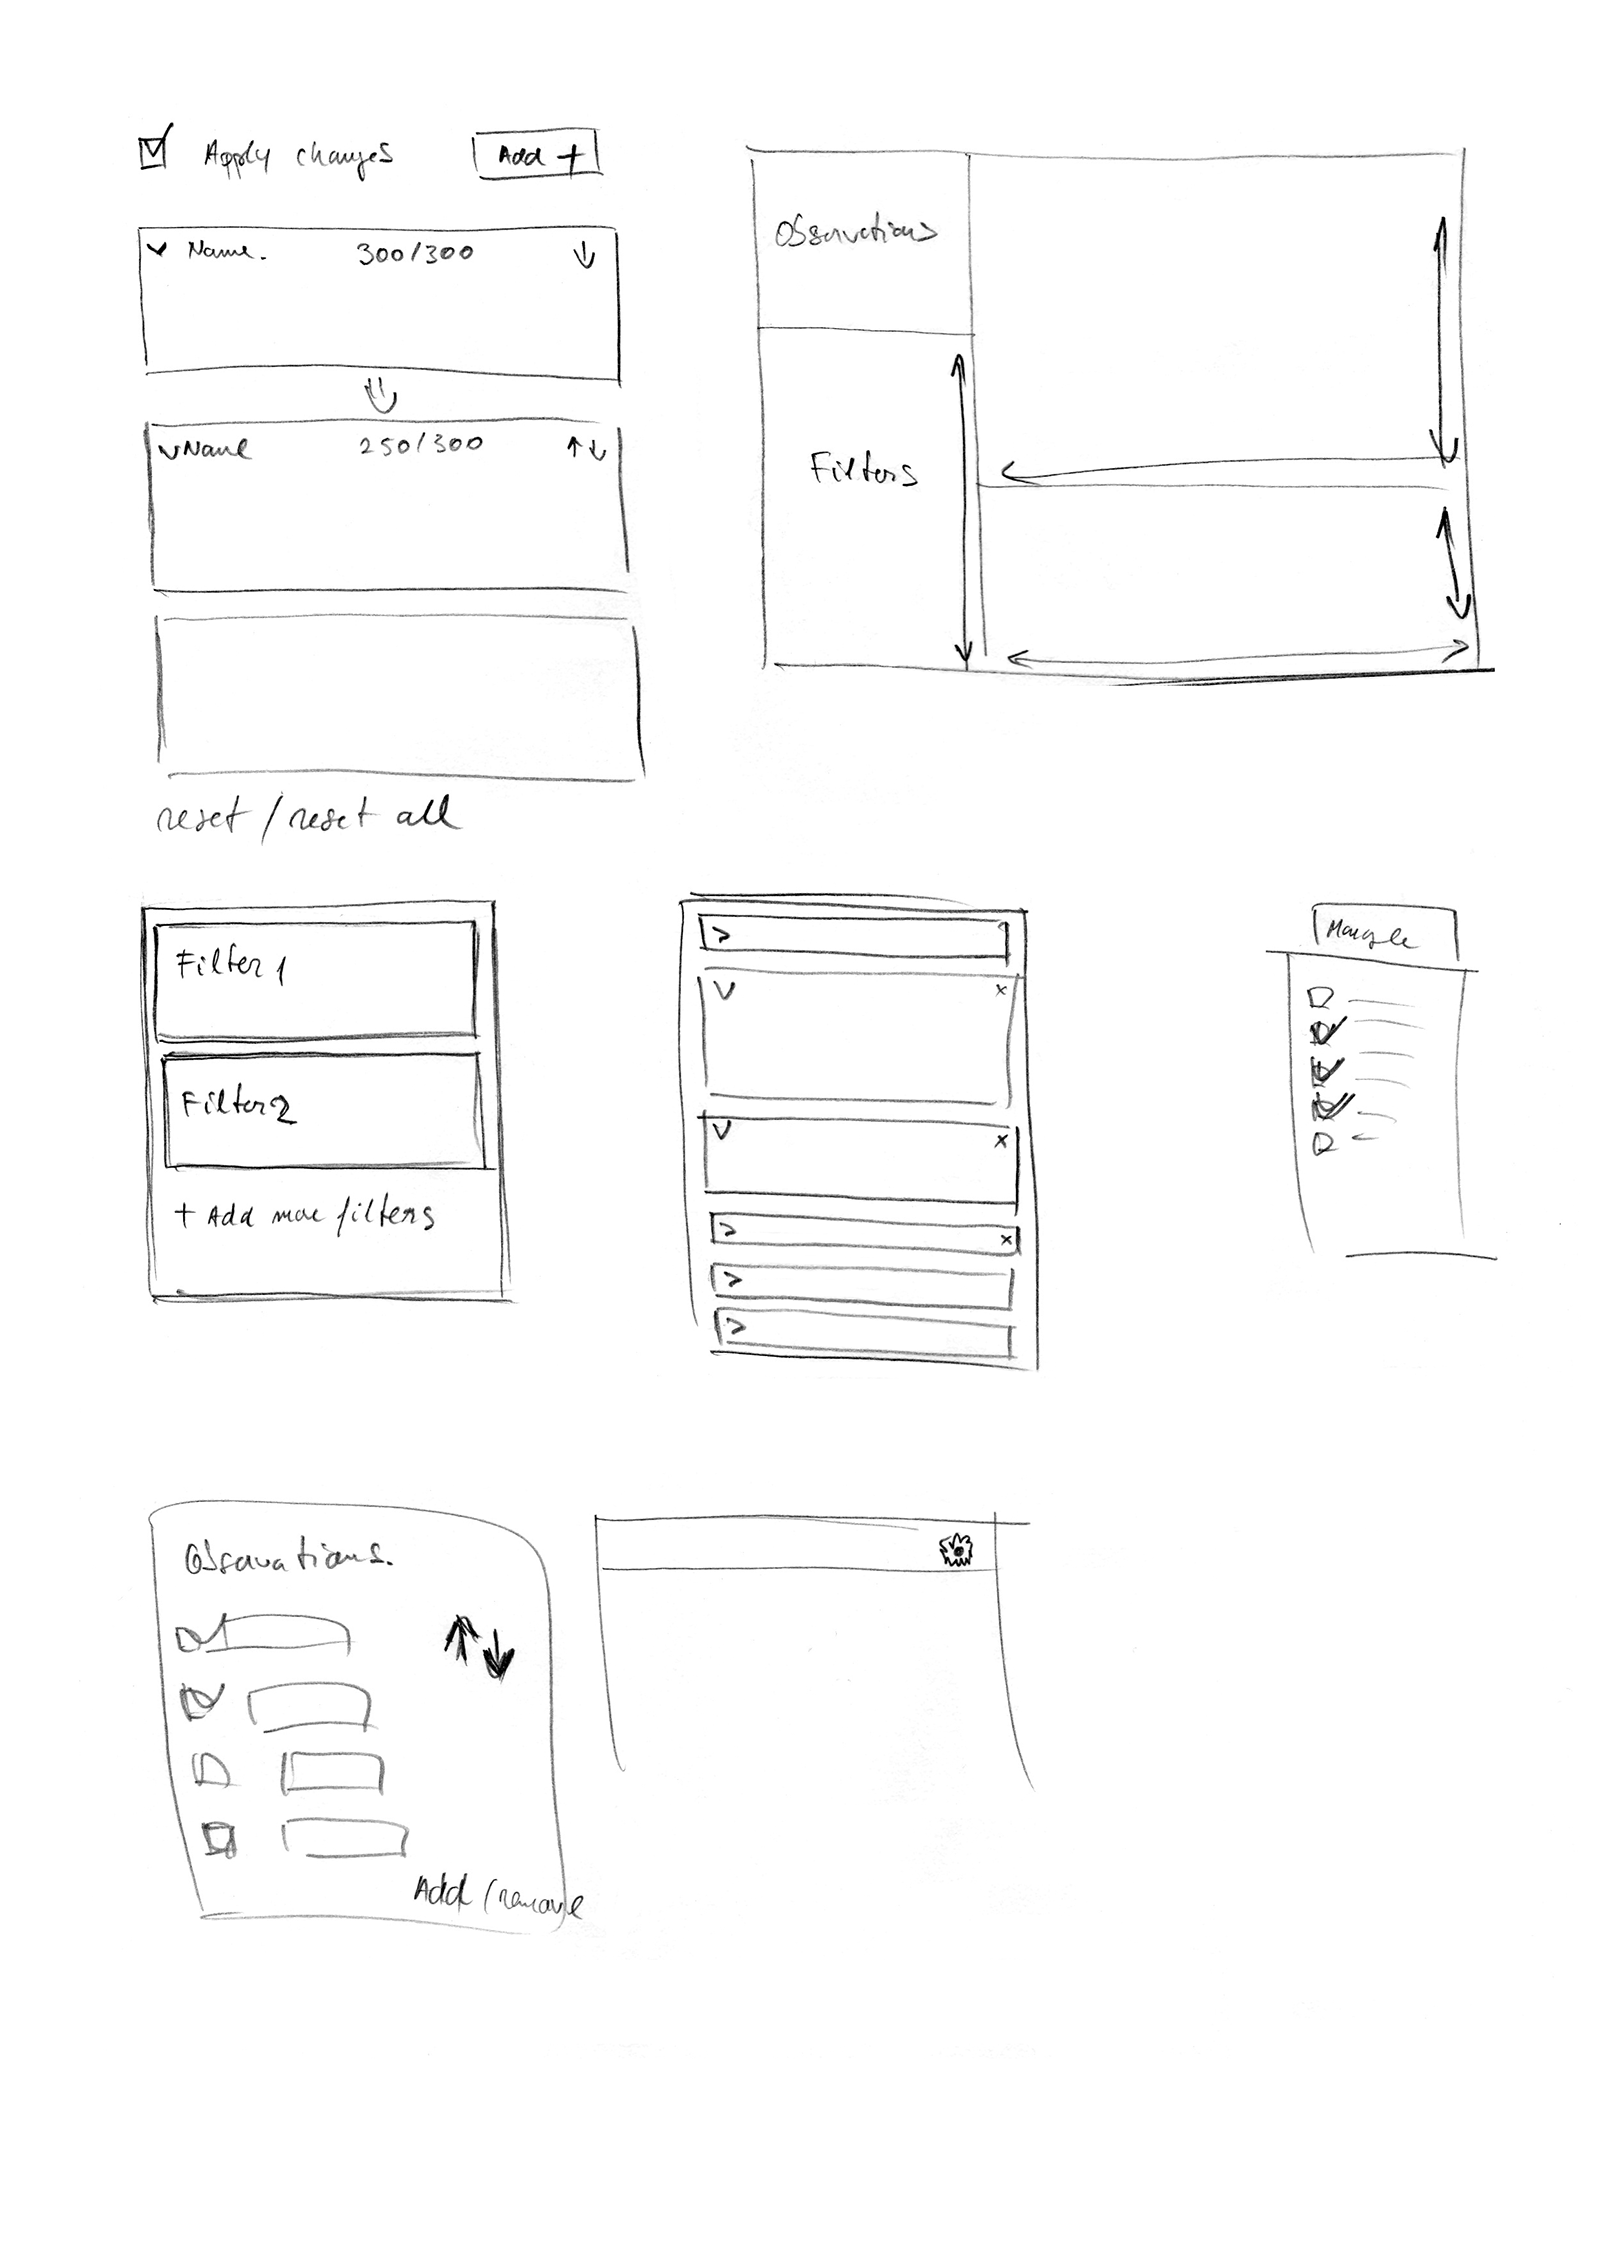 Apply changes
Add +
Name.
300/300
Name
250/300
reset / reset all
Observations
Filters
Filter 1
Filter 2
+ Add more filters
Observations.
Add / remove